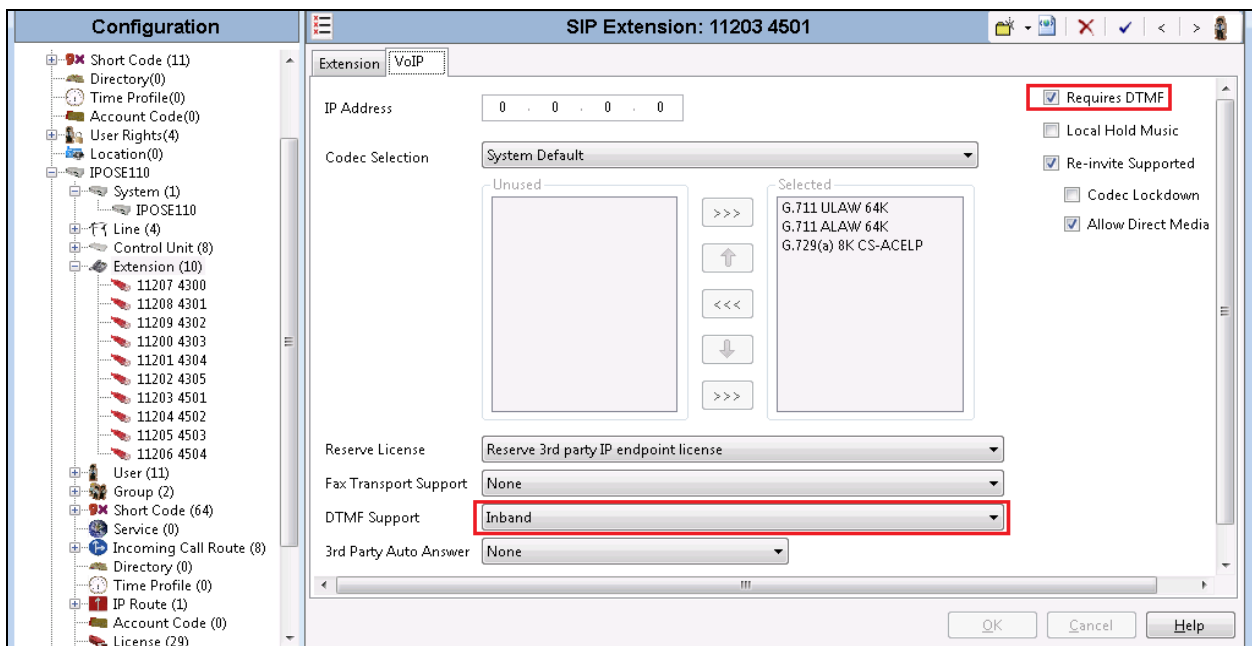 Configuration
Short Code (11)
Directory(0)
Time Profile(0)
Account Code(0)
User Rights(4)
Location(0)
IPOSE110
System (1)
IPOSE110
Line (4)
Control Unit (8)
Extension (10)
11207 4300
11208 4301
11209 4302
11200 4303
11201 4304
11202 4305
11203 4501
11204 4502
11205 4503
11206 4504
User (11)
Group (2)
Short Code (64)
Service (0)
Incoming Call Route (8)
Directory (0)
Time Profile (0)
IP Route (1)
Account Code (0)
License (29)
SIP Extension: 11203 4501
Extension VoIP
IP Address 0 . 0 . 0 . 0
Codec Selection System Default
Unused
>>>
<<<
>>>
Selected
G.711 ULAW 64K
G.711 ALAW 64K
G.729(a) 8K CS-ACELP
Reserve License Reserve 3rd party IP endpoint license
Fax Transport Support None
DTMF Support Inband
3rd Party Auto Answer None
Requires DTMF
Local Hold Music
Re-invite Supported
Codec Lockdown
Allow Direct Media
OK Cancel Help